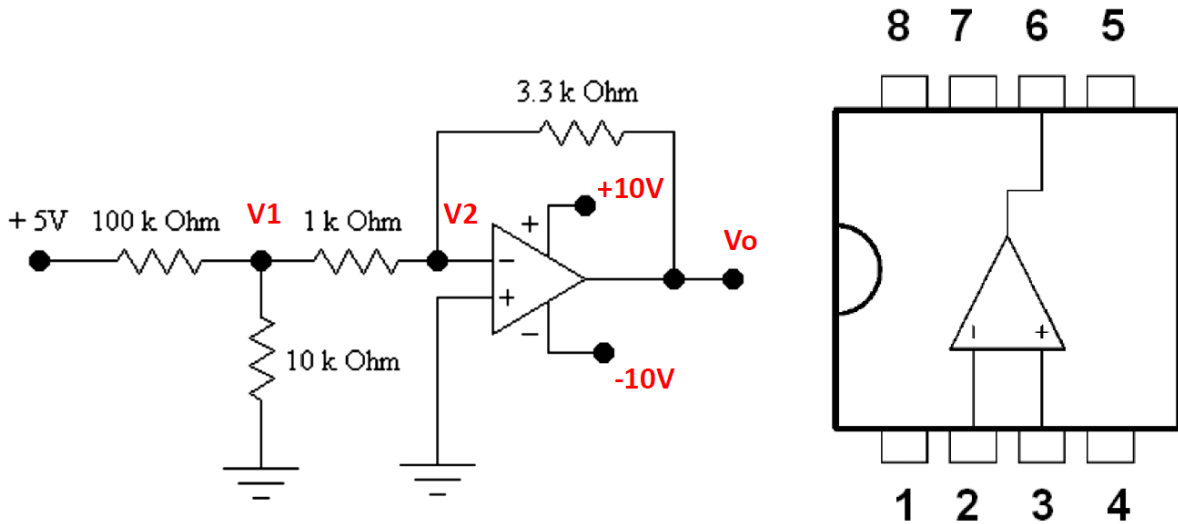 8 7 6 5
3.3 k Ohm
+10V
+ 5V 100 k Ohm V1 1 k Ohm V2
+
−
Vo
+
− +
10 k Ohm
−
-10V
1 2 3 4